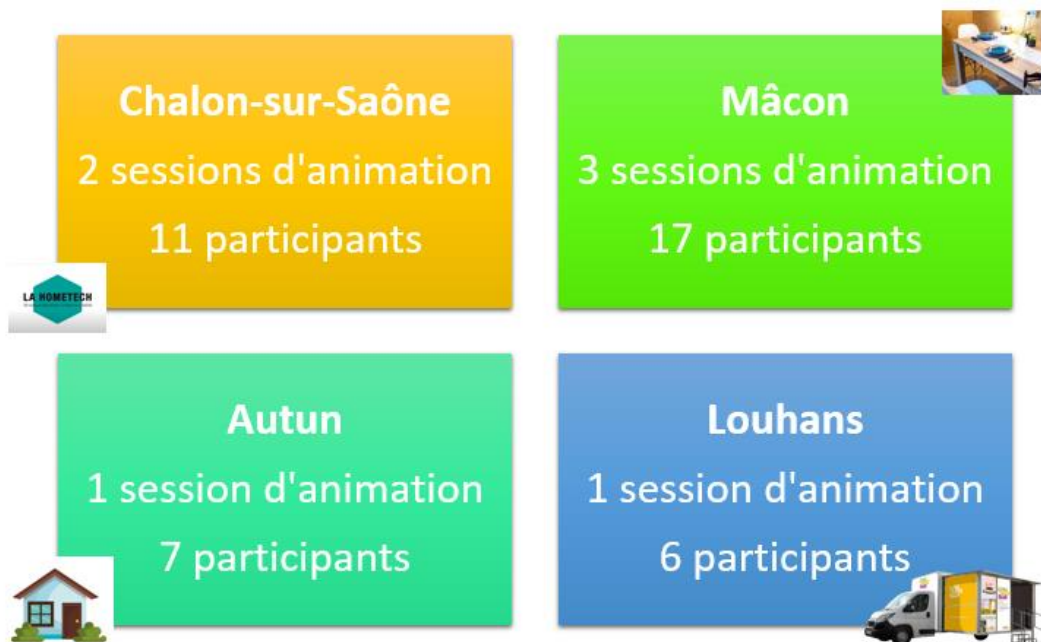 Chalon-sur-Saône
2 sessions d'animation
11 participants
Mâcon
3 sessions d'animation
17 participants
LA HOMETECH
Autun
1 session d'animation
7 participants
Louhans
1 session d'animation
6 participants